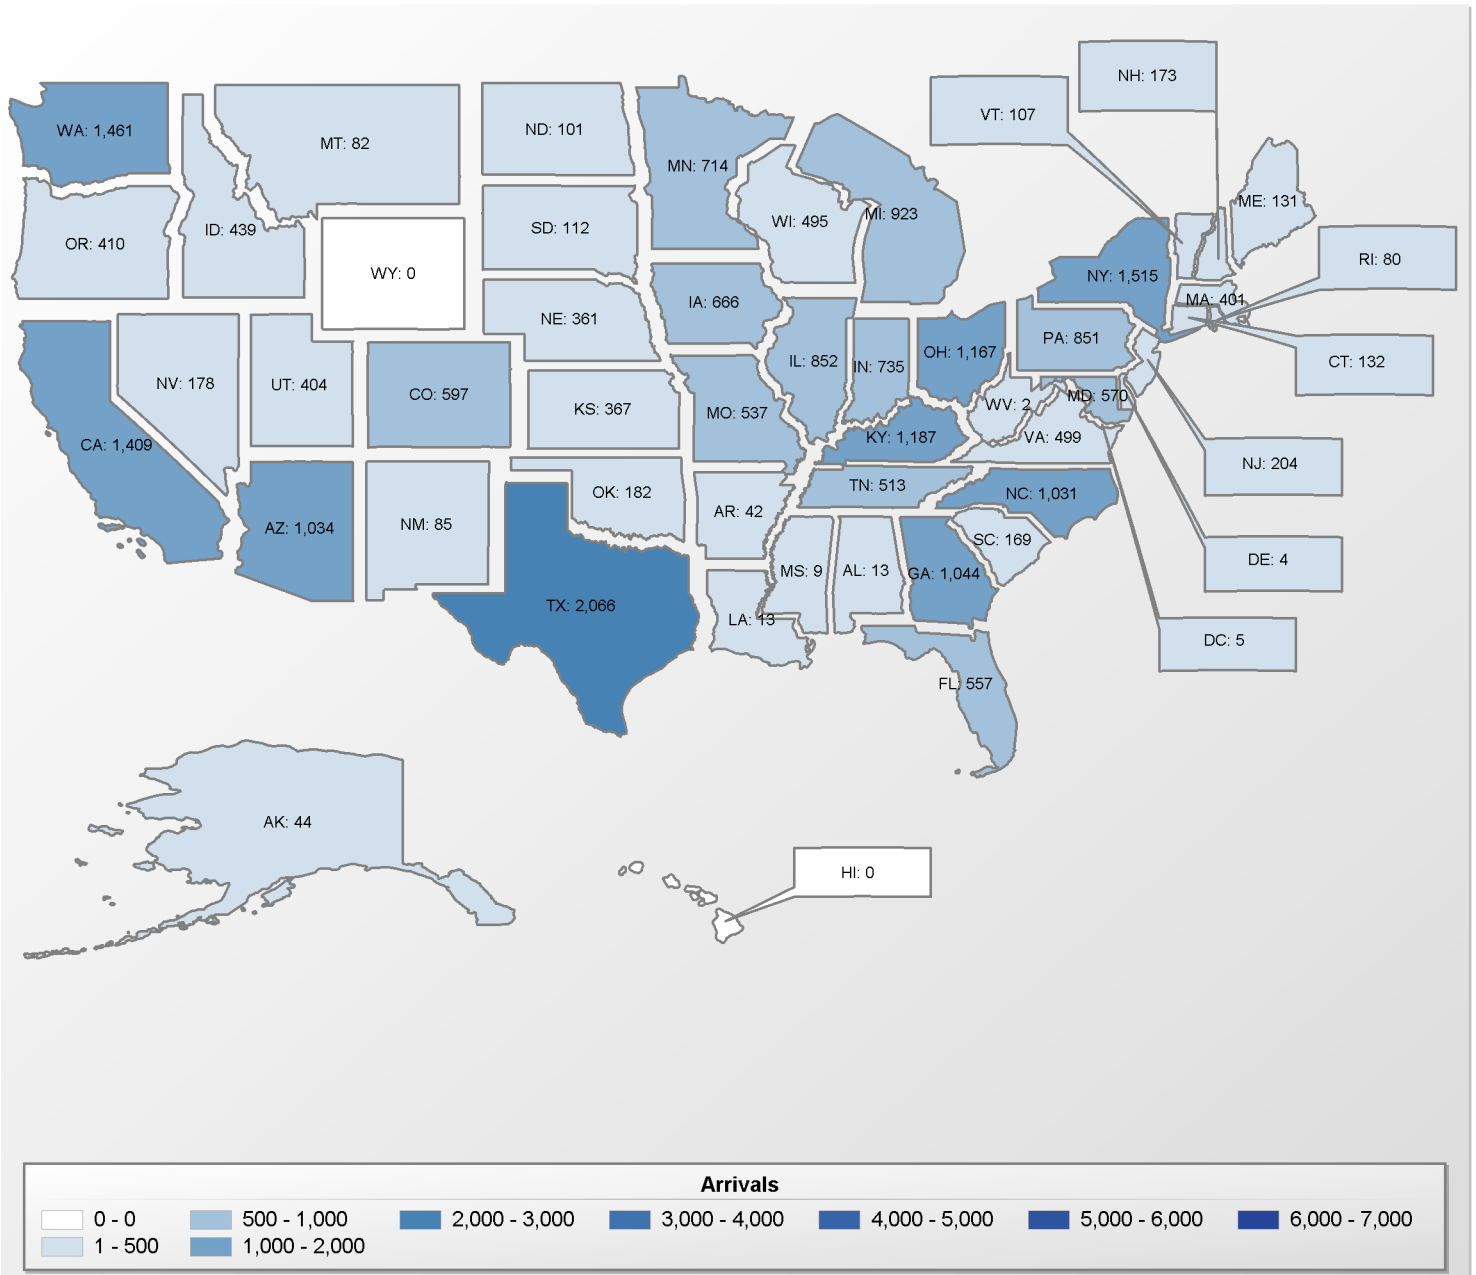 NH: 173
VT: 107
WA: 1,461
ND: 101
MT: 82
MN: 714
ME: 131
MI: 923
WI: 495
SD: 112
ID: 439
OR: 410
RI: 80
WY: 0
NY: 1,515
MA: 401
IA: 666
NE: 361
PA: 851
OH: 1,167
IL: 852
IN: 735
CT: 132
NV: 178
UT: 404
CO: 597
MD: 570
WV: 2
KS: 367
MO: 537
KY: 1,187
VA: 499
CA: 1,409
NJ: 204
TN: 513
OK: 182
NC: 1,031
AR: 42
AZ: 1,034
NM: 85
SC: 169
DE: 4
MS: 9
AL: 13
GA: 1,044
TX: 2,066
LA: 13
DC: 5
FL: 557
AK: 44
HI: 0
Arrivals
0 - 0
500 - 1,000
2,000 - 3,000
3,000 - 4,000
4,000 - 5,000
5,000 - 6,000
6,000 - 7,000
1 - 500
1,000 - 2,000